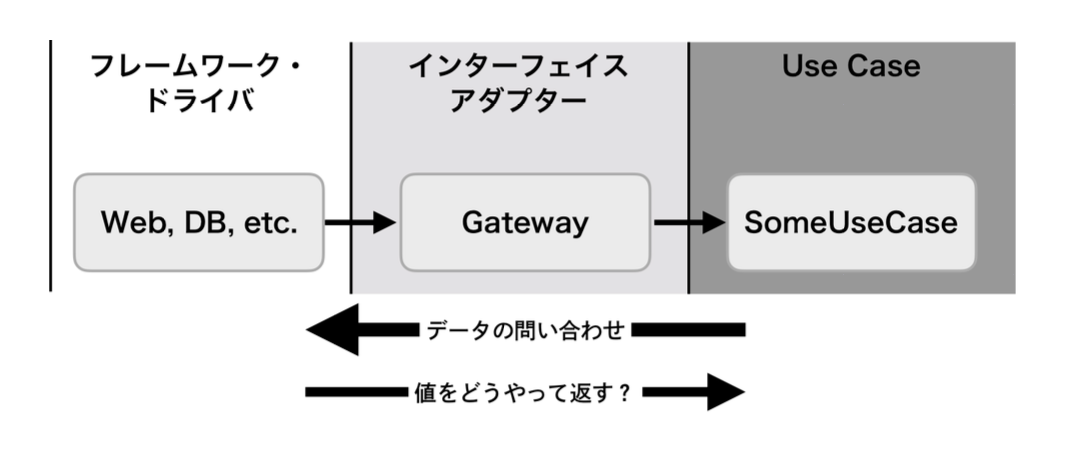 フレームワーク・
ドライバ
インターフェイス
アダプター
Use Case
Web, DB, etc.
Gateway
SomeUseCase
データの問い合わせ
値をどうやって返す？